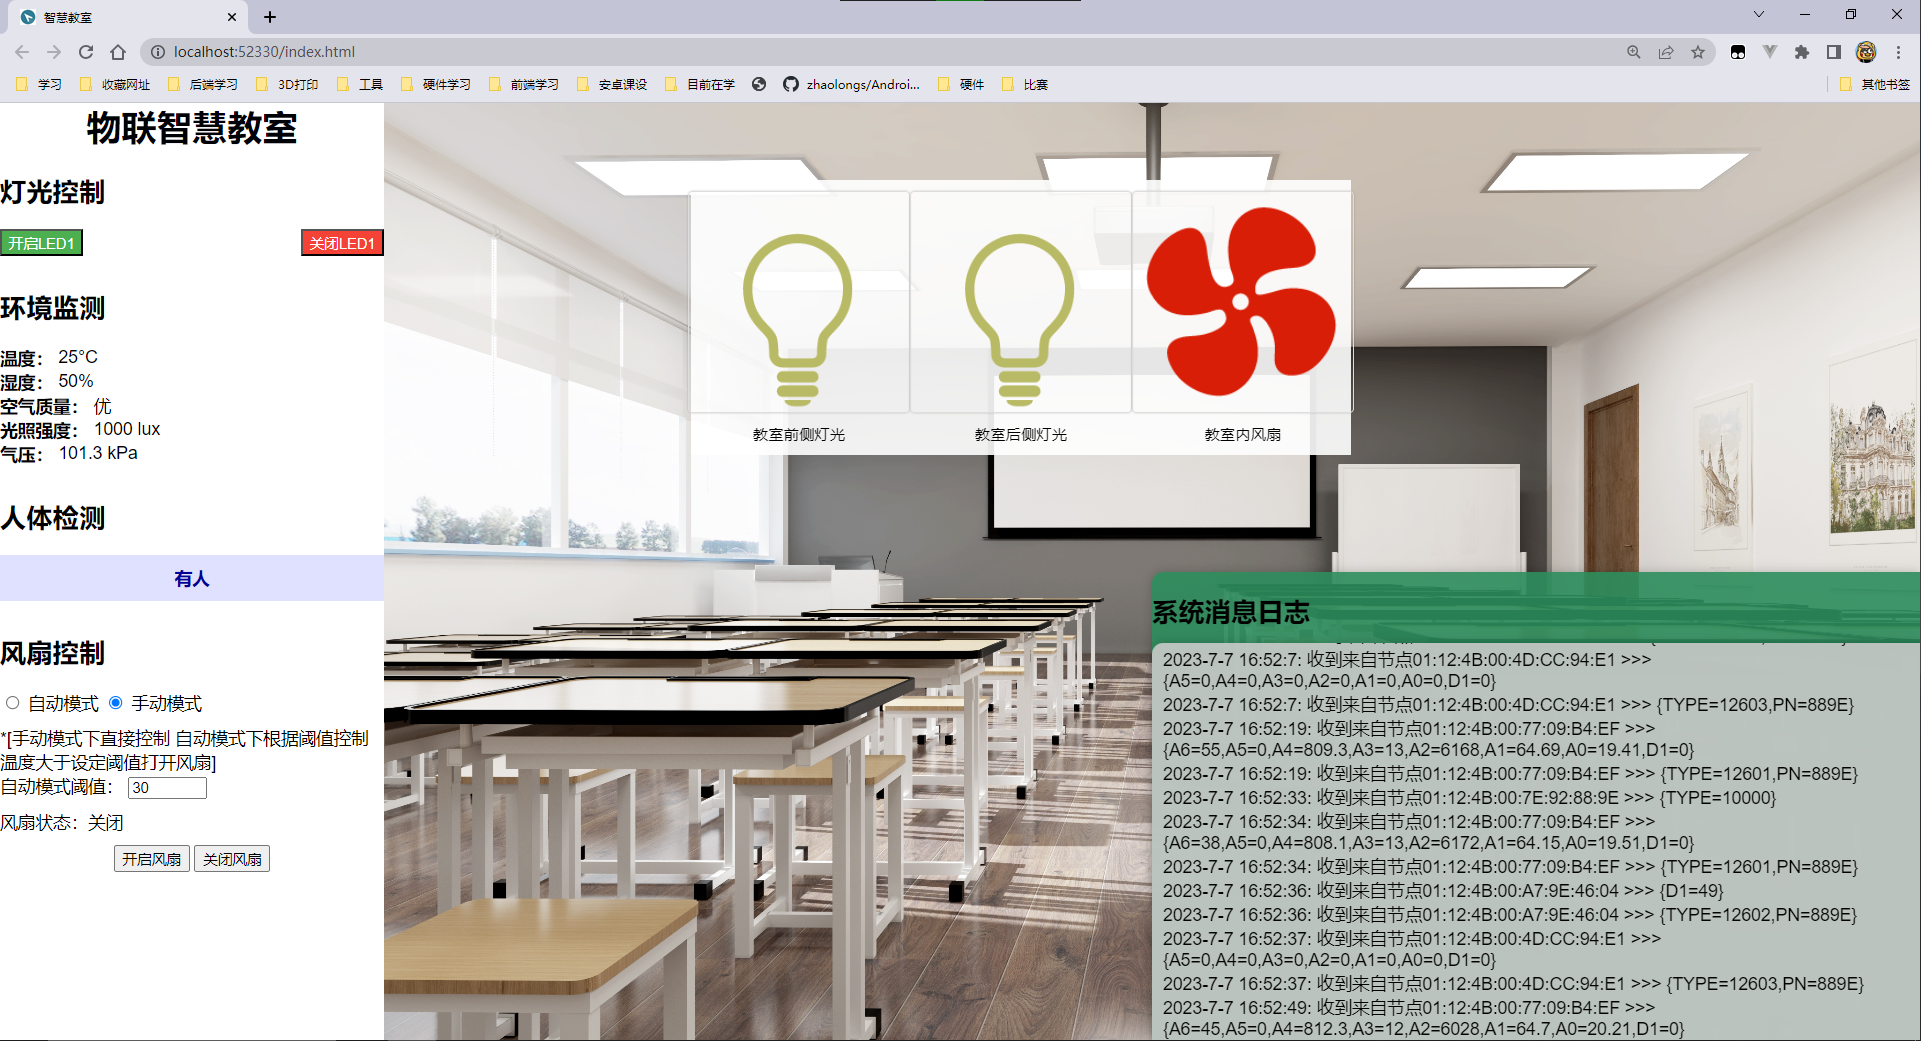 智慧教室
localhost:52330/index.html
学习 收藏网址 后端学习 3D打印 工具 硬件学习 前端学习 安卓课设 目前在学 zhaolongs/Androi... 硬件 比赛 其他书签
物联智慧教室
灯光控制
开启LED1 关闭LED1
环境监测
温度： 25°C
湿度： 50%
空气质量： 优
光照强度： 1000 lux
气压： 101.3 kPa
人体检测
有人
风扇控制
自动模式 手动模式
*[手动模式下直接控制 自动模式下根据阈值控制
温度大于设定阈值打开风扇]
自动模式阈值： 30
风扇状态：关闭
开启风扇 关闭风扇
教室前侧灯光 教室后侧灯光 教室内风扇
系统消息日志
2023-7-7 16:52:7: 收到来自节点01:12:4B:00:4D:CC:94:E1 >>>
{A5=0,A4=0,A3=0,A2=0,A1=0,A0=0,D1=0}
2023-7-7 16:52:7: 收到来自节点01:12:4B:00:4D:CC:94:E1 >>> {TYPE=12603,PN=889E}
2023-7-7 16:52:19: 收到来自节点01:12:4B:00:77:09:B4:EF >>>
{A6=55,A5=0,A4=809.3,A3=13,A2=6168,A1=64.69,A0=19.41,D1=0}
2023-7-7 16:52:19: 收到来自节点01:12:4B:00:77:09:B4:EF >>> {TYPE=12601,PN=889E}
2023-7-7 16:52:33: 收到来自节点01:12:4B:00:7E:92:88:9E >>> {TYPE=10000}
2023-7-7 16:52:34: 收到来自节点01:12:4B:00:77:09:B4:EF >>>
{A6=38,A5=0,A4=808.1,A3=13,A2=6172,A1=64.15,A0=19.51,D1=0}
2023-7-7 16:52:34: 收到来自节点01:12:4B:00:77:09:B4:EF >>> {TYPE=12601,PN=889E}
2023-7-7 16:52:36: 收到来自节点01:12:4B:00:A7:9E:46:04 >>> {D1=49}
2023-7-7 16:52:36: 收到来自节点01:12:4B:00:A7:9E:46:04 >>> {TYPE=12602,PN=889E}
2023-7-7 16:52:37: 收到来自节点01:12:4B:00:4D:CC:94:E1 >>>
{A5=0,A4=0,A3=0,A2=0,A1=0,A0=0,D1=0}
2023-7-7 16:52:37: 收到来自节点01:12:4B:00:4D:CC:94:E1 >>> {TYPE=12603,PN=889E}
2023-7-7 16:52:49: 收到来自节点01:12:4B:00:77:09:B4:EF >>>
{A6=45,A5=0,A4=812.3,A3=12,A2=6028,A1=64.7,A0=20.21,D1=0}